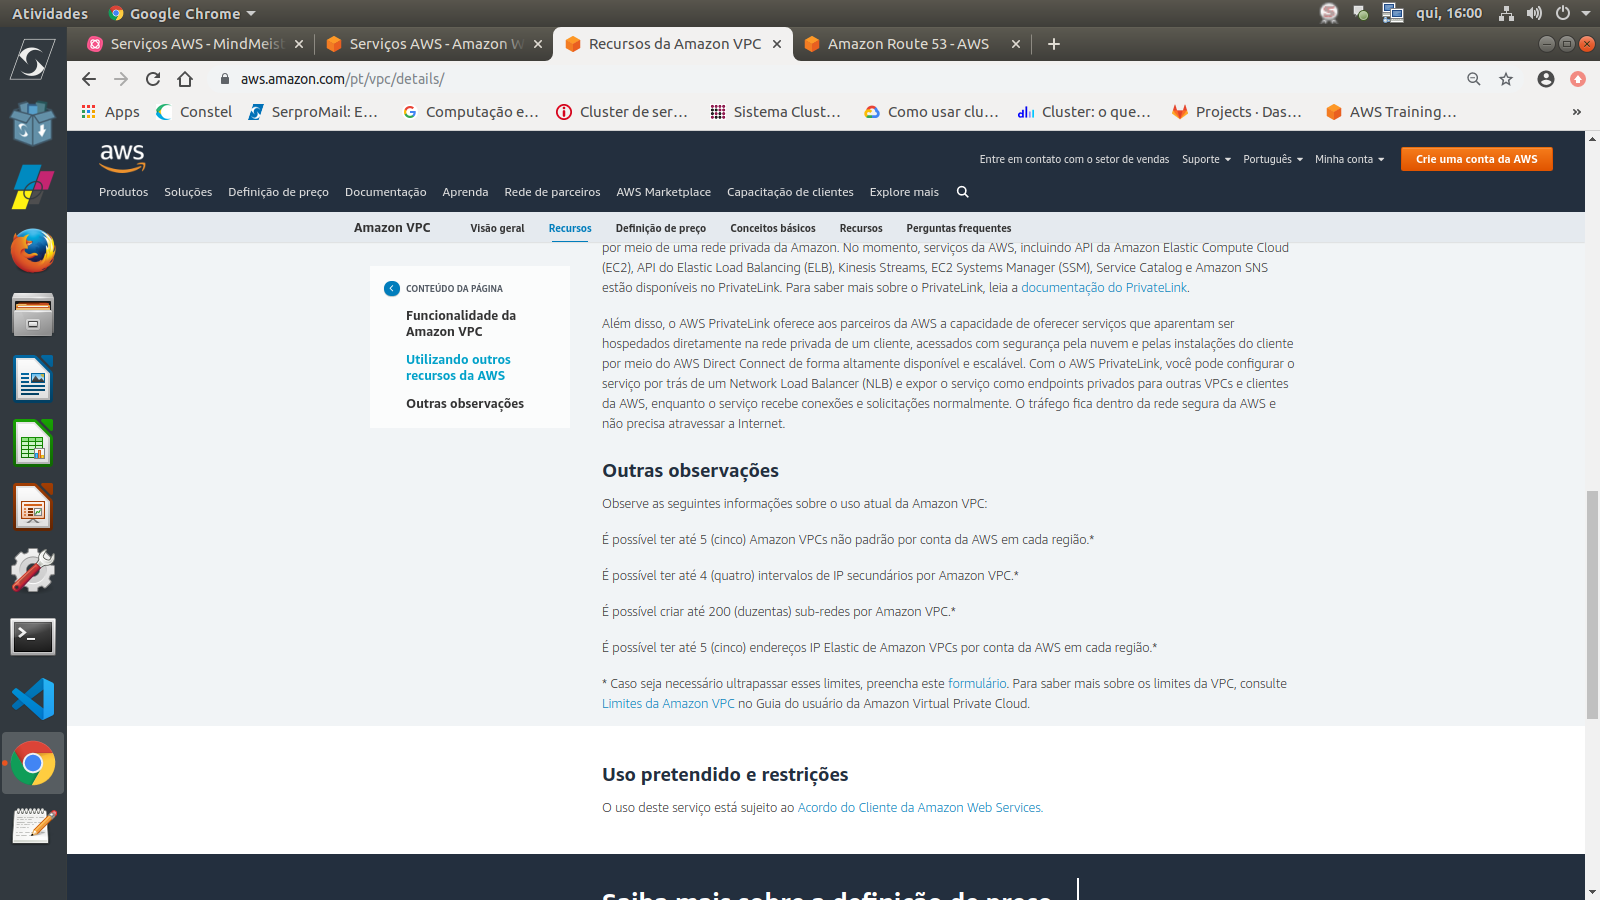 Atividades
Google Chrome
qui, 16:00
Serviços AWS - MindMeist
Serviços AWS - Amazon W
Recursos da Amazon VPC
Amazon Route 53 - AWS
aws.amazon.com/pt/vpc/details/
Apps
Constel
SerproMail: E…
Computação e…
Cluster de ser…
Sistema Clust…
Como usar clu…
Cluster: o que…
Projects · Das…
AWS Training…
»
aws
Entre em contato com o setor de vendas
Suporte
Português
Minha conta
Crie uma conta da AWS
Produtos
Soluções
Definição de preço
Documentação
Aprenda
Rede de parceiros
AWS Marketplace
Capacitação de clientes
Explore mais
Amazon VPC
Visão geral
Recursos
Definição de preço
Conceitos básicos
Recursos
Perguntas frequentes
CONTEÚDO DA PÁGINA
Funcionalidade da
Amazon VPC
Utilizando outros
recursos da AWS
Outras observações
por meio de uma rede privada da Amazon. No momento, serviços da AWS, incluindo API da Amazon Elastic Compute Cloud
(EC2), API do Elastic Load Balancing (ELB), Kinesis Streams, EC2 Systems Manager (SSM), Service Catalog e Amazon SNS
estão disponíveis no PrivateLink. Para saber mais sobre o PrivateLink, leia a documentação do PrivateLink.
Além disso, o AWS PrivateLink oferece aos parceiros da AWS a capacidade de oferecer serviços que aparentam ser
hospedados diretamente na rede privada de um cliente, acessados com segurança pela nuvem e pelas instalações do cliente
por meio do AWS Direct Connect de forma altamente disponível e escalável. Com o AWS PrivateLink, você pode configurar o
serviço por trás de um Network Load Balancer (NLB) e expor o serviço como endpoints privados para outras VPCs e clientes
da AWS, enquanto o serviço recebe conexões e solicitações normalmente. O tráfego fica dentro da rede segura da AWS e
não precisa atravessar a Internet.
Outras observações
Observe as seguintes informações sobre o uso atual da Amazon VPC:
É possível ter até 5 (cinco) Amazon VPCs não padrão por conta da AWS em cada região.*
É possível ter até 4 (quatro) intervalos de IP secundários por Amazon VPC.*
É possível criar até 200 (duzentas) sub-redes por Amazon VPC.*
É possível ter até 5 (cinco) endereços IP Elastic de Amazon VPCs por conta da AWS em cada região.*
* Caso seja necessário ultrapassar esses limites, preencha este formulário. Para saber mais sobre os limites da VPC, consulte
Limites da Amazon VPC no Guia do usuário da Amazon Virtual Private Cloud.
Uso pretendido e restrições
O uso deste serviço está sujeito ao Acordo do Cliente da Amazon Web Services.
Saiba mais sobre a definição de preço